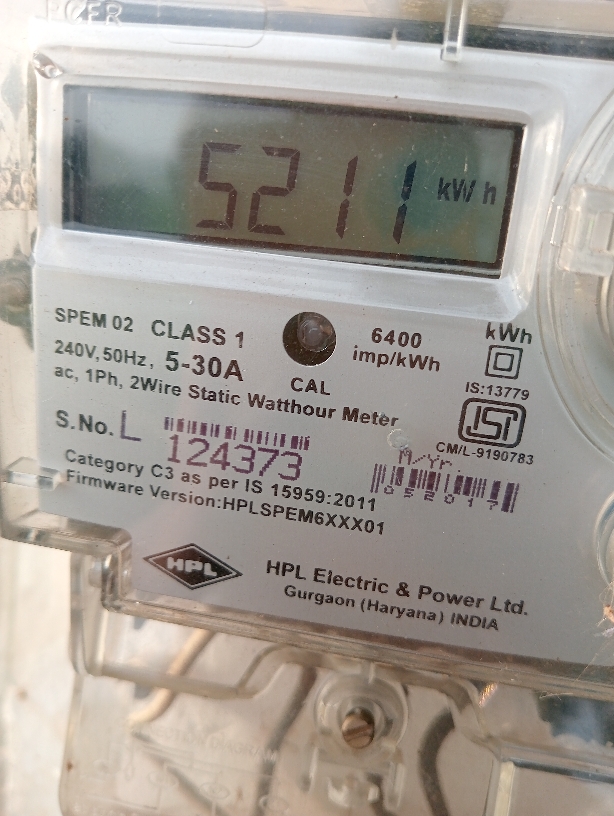 5211 kWh
SPEM 02 CLASS 1
240V,50Hz, 5-30A
ac, 1Ph, 2Wire Static Watthour Meter
CAL
6400
imp/kWh
kWh
IS:13779
ISI
CM/L-9190783
S.No. L 124373
M/Yr.
052017
Category C3 as per IS 15959:2011
Firmware Version:HPLSPEM6XXX01
HPL
HPL Electric & Power Ltd.
Gurgaon (Haryana) INDIA